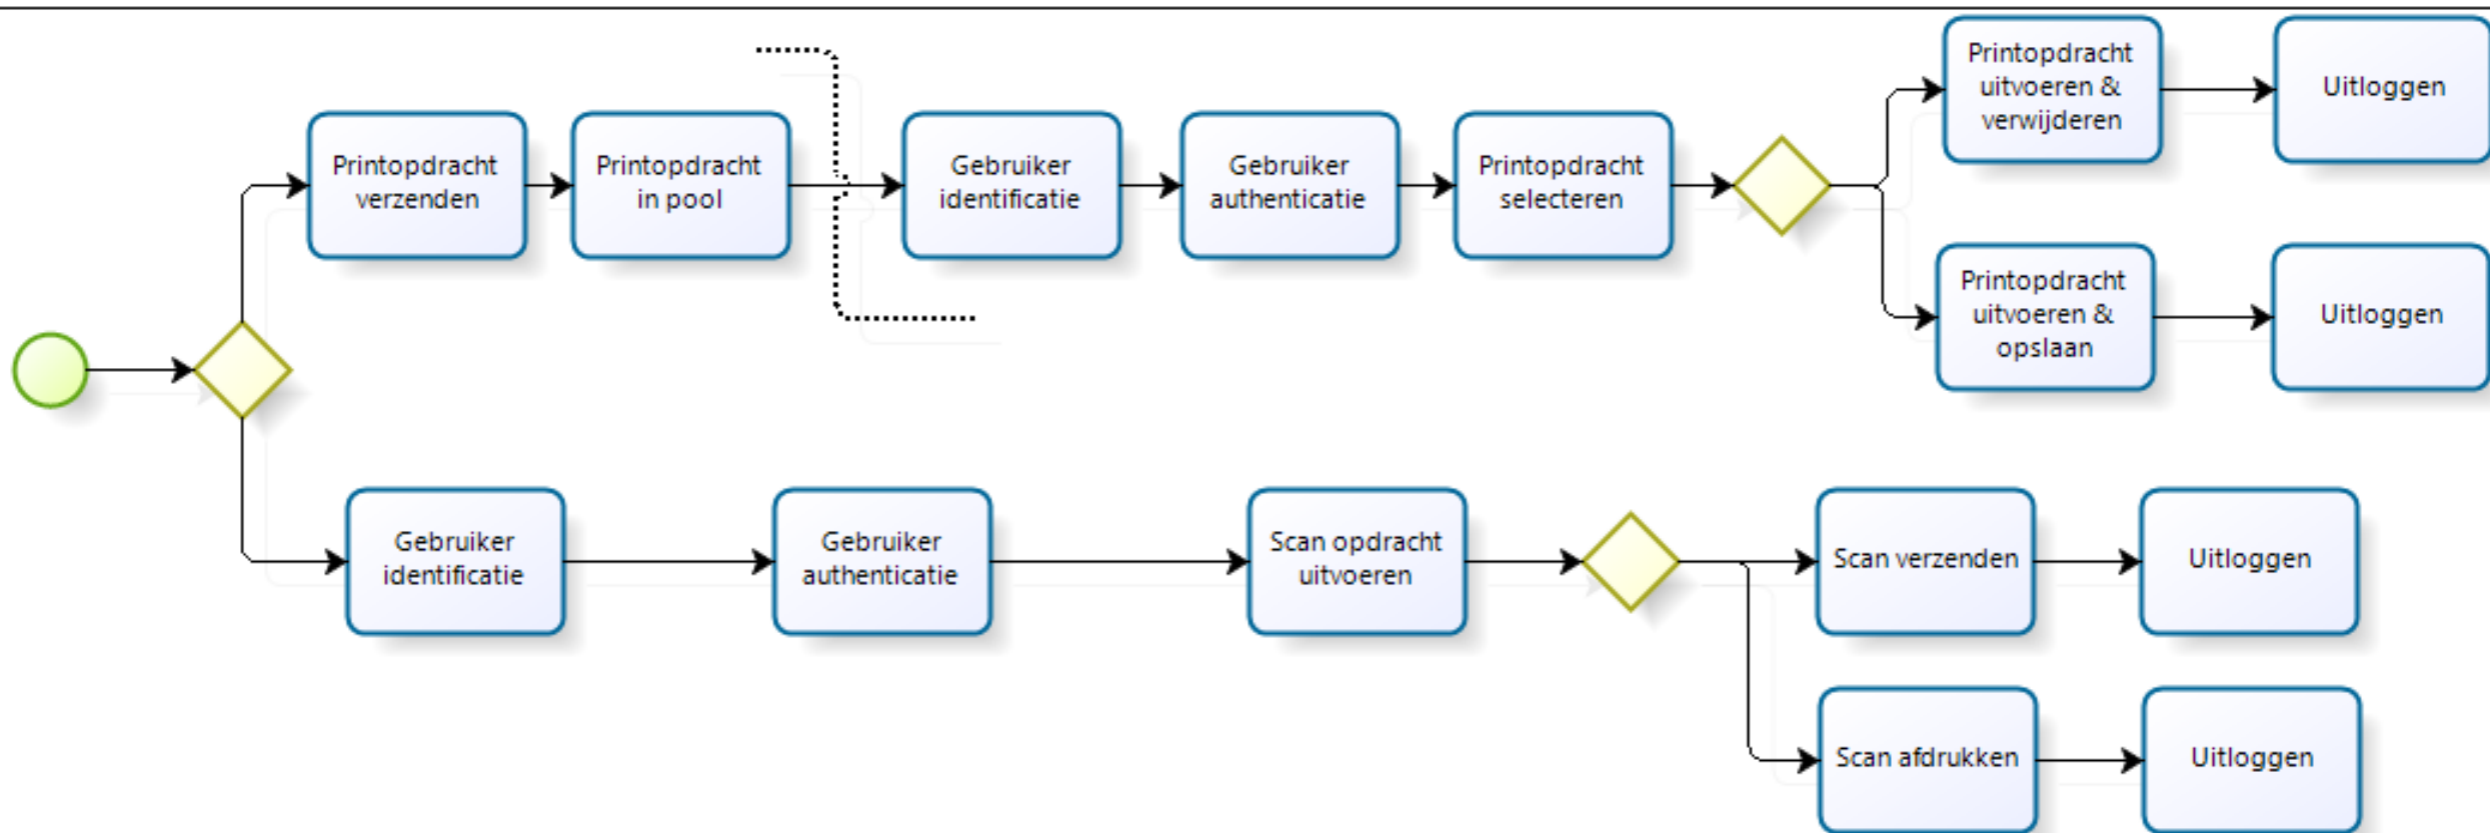 Printopdracht
verzenden
Printopdracht
in pool
Gebruiker
identificatie
Gebruiker
authenticatie
Printopdracht
selecteren
Printopdracht
uitvoeren &
verwijderen
Uitloggen
Printopdracht
uitvoeren &
opslaan
Uitloggen
Gebruiker
identificatie
Gebruiker
authenticatie
Scan opdracht
uitvoeren
Scan verzenden
Uitloggen
Scan afdrukken
Uitloggen